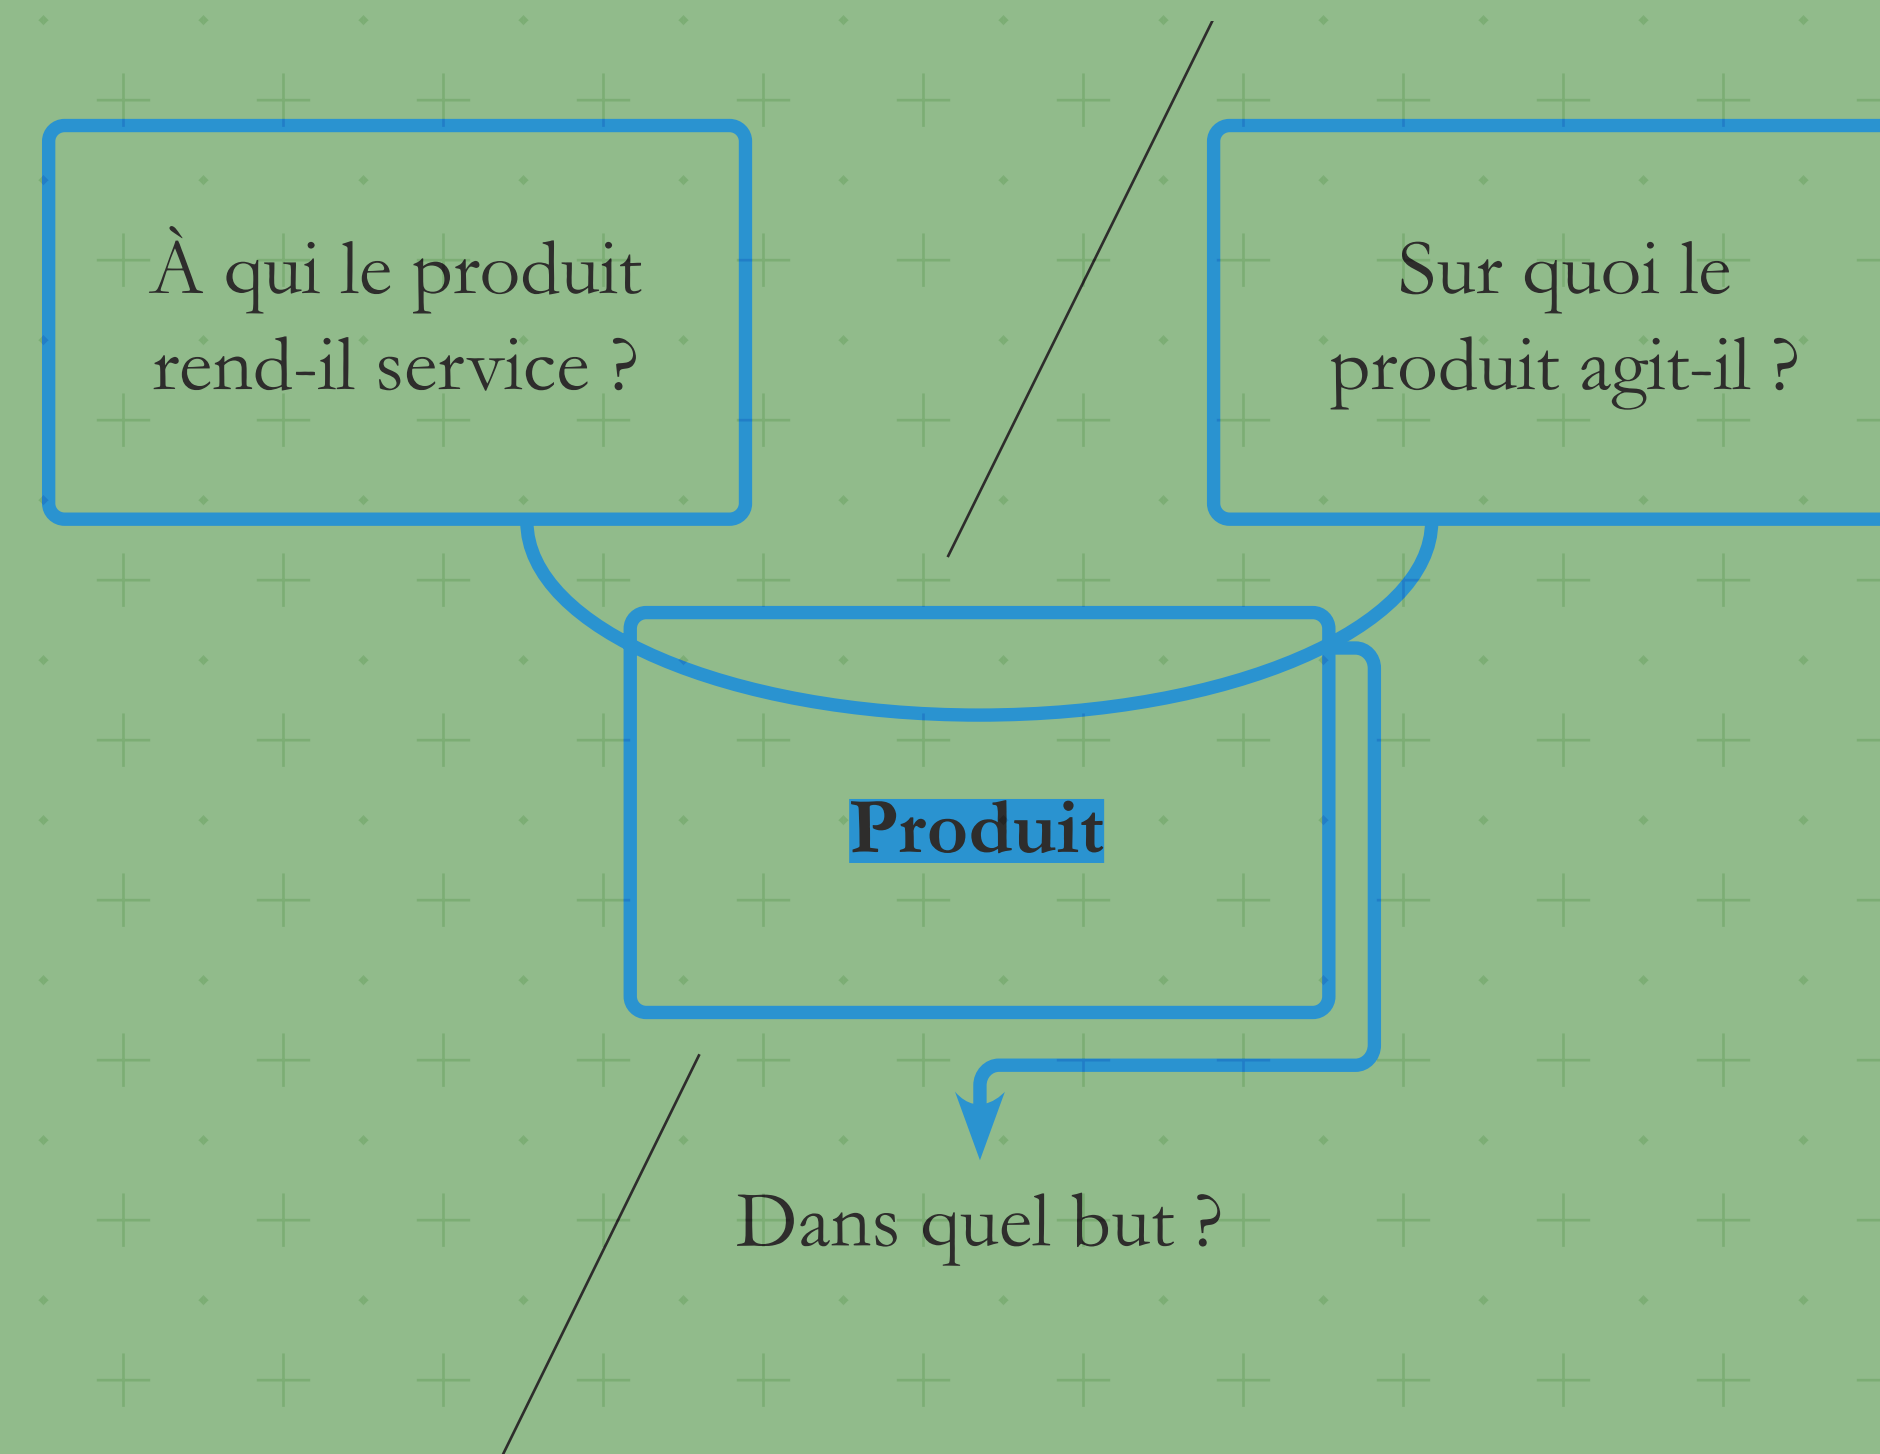 À qui le produit
rend-il service ?
Sur quoi le
produit agit-il ?
Produit
Dans quel but ?